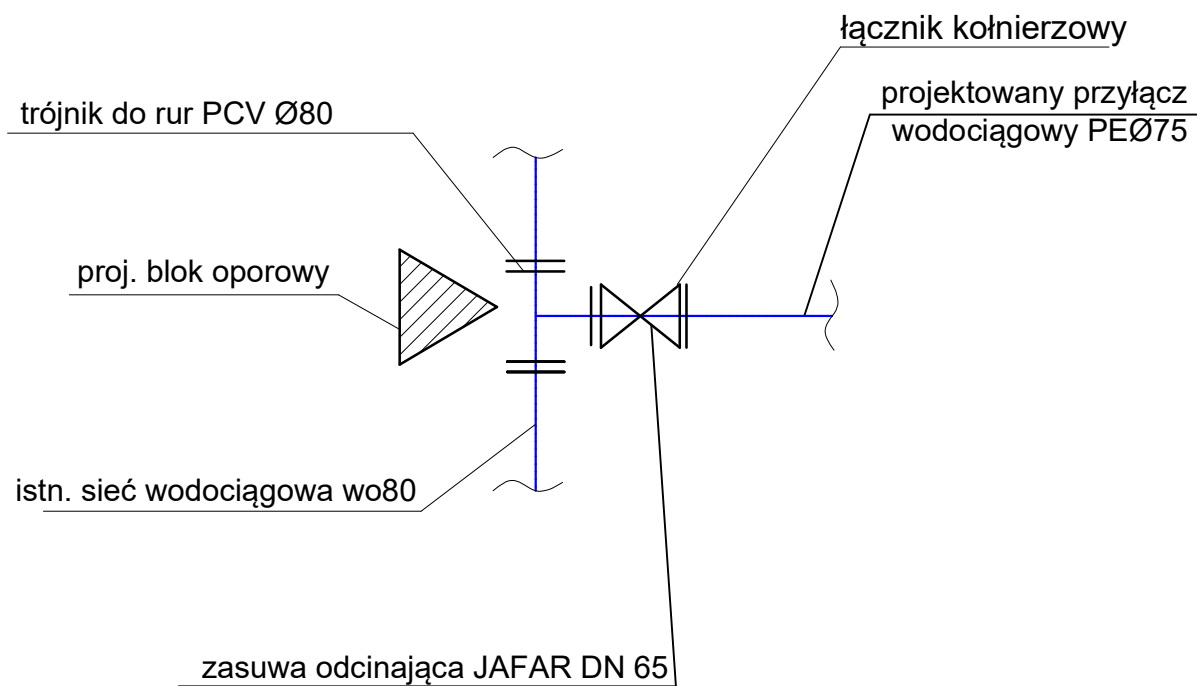 łącznik kołnierzowy
projektowany przyłącz
wodociągowy PEØ75
trójnik do rur PCV Ø80
proj. blok oporowy
istn. sieć wodociągowa wo80
zasuwa odcinająca JAFAR DN 65